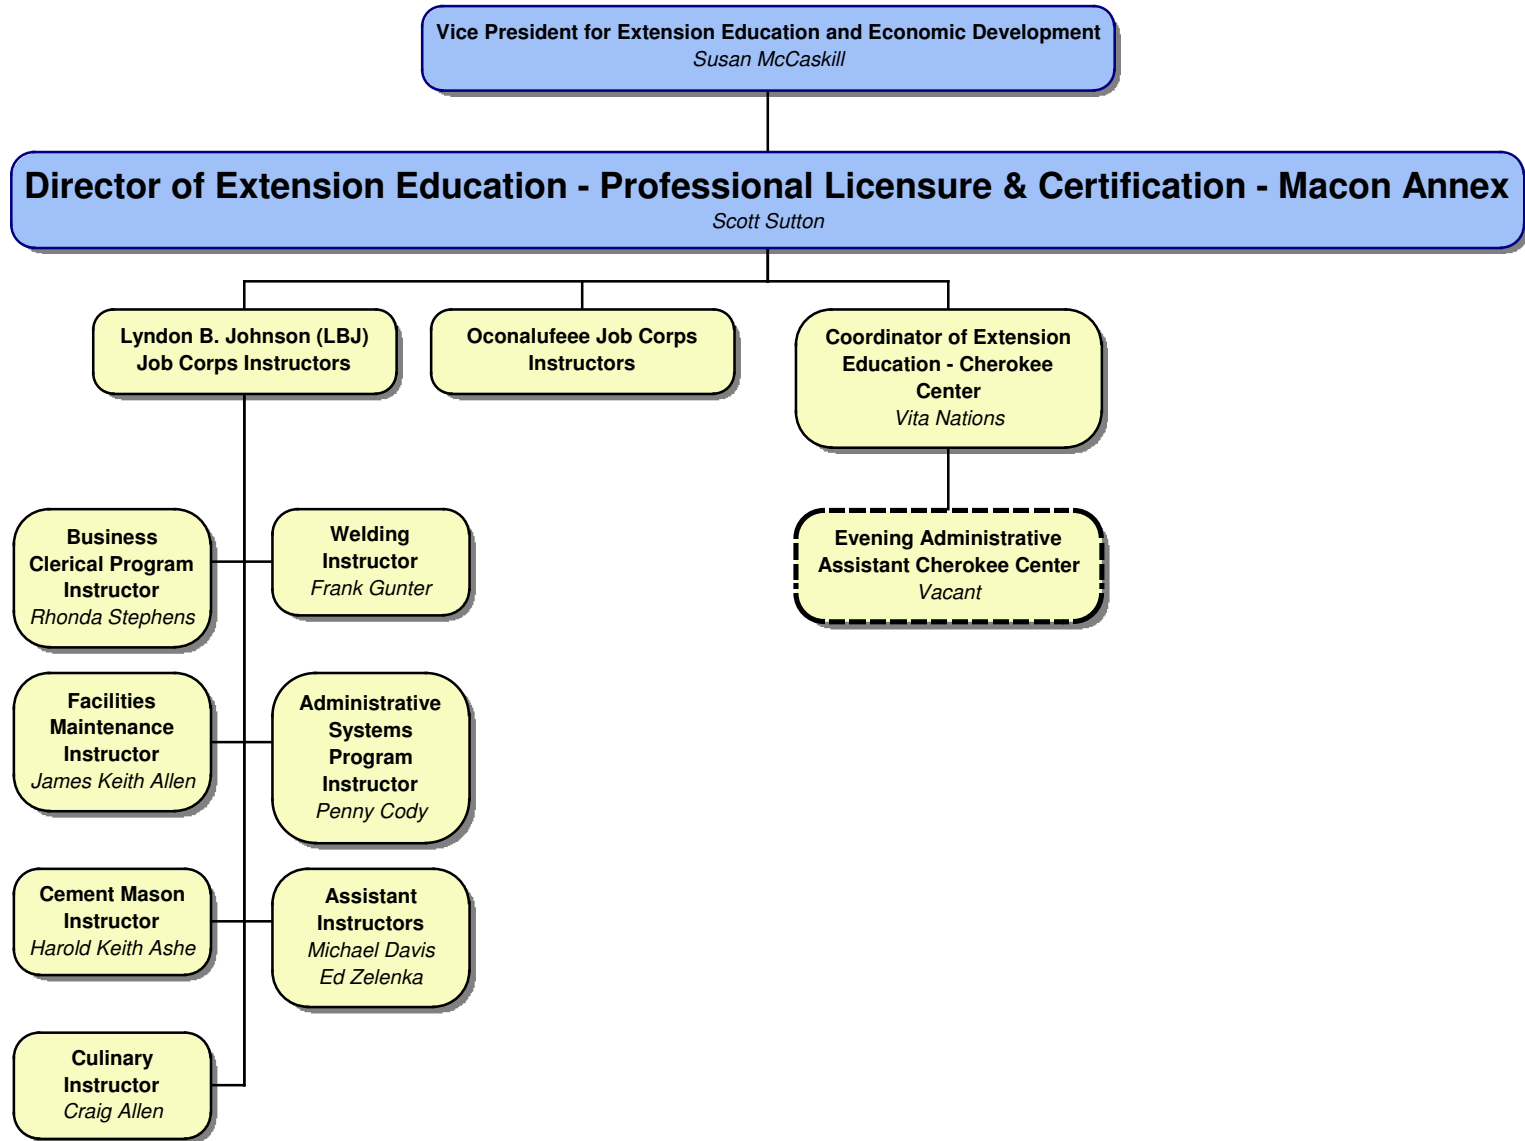 Vice President for Extension Education and Economic Development
Susan McCaskill
Director of Extension Education - Professional Licensure & Certification - Macon Annex
Scott Sutton
Lyndon B. Johnson (LBJ)
Job Corps Instructors
Oconalufeee Job Corps
Instructors
Coordinator of Extension
Education - Cherokee
Center
Vita Nations
Business
Clerical Program
Instructor
Rhonda Stephens
Welding
Instructor
Frank Gunter
Evening Administrative
Assistant Cherokee Center
Vacant
Facilities
Maintenance
Instructor
James Keith Allen
Administrative
Systems
Program
Instructor
Penny Cody
Cement Mason
Instructor
Harold Keith Ashe
Assistant
Instructors
Michael Davis
Ed Zelenka
Culinary
Instructor
Craig Allen